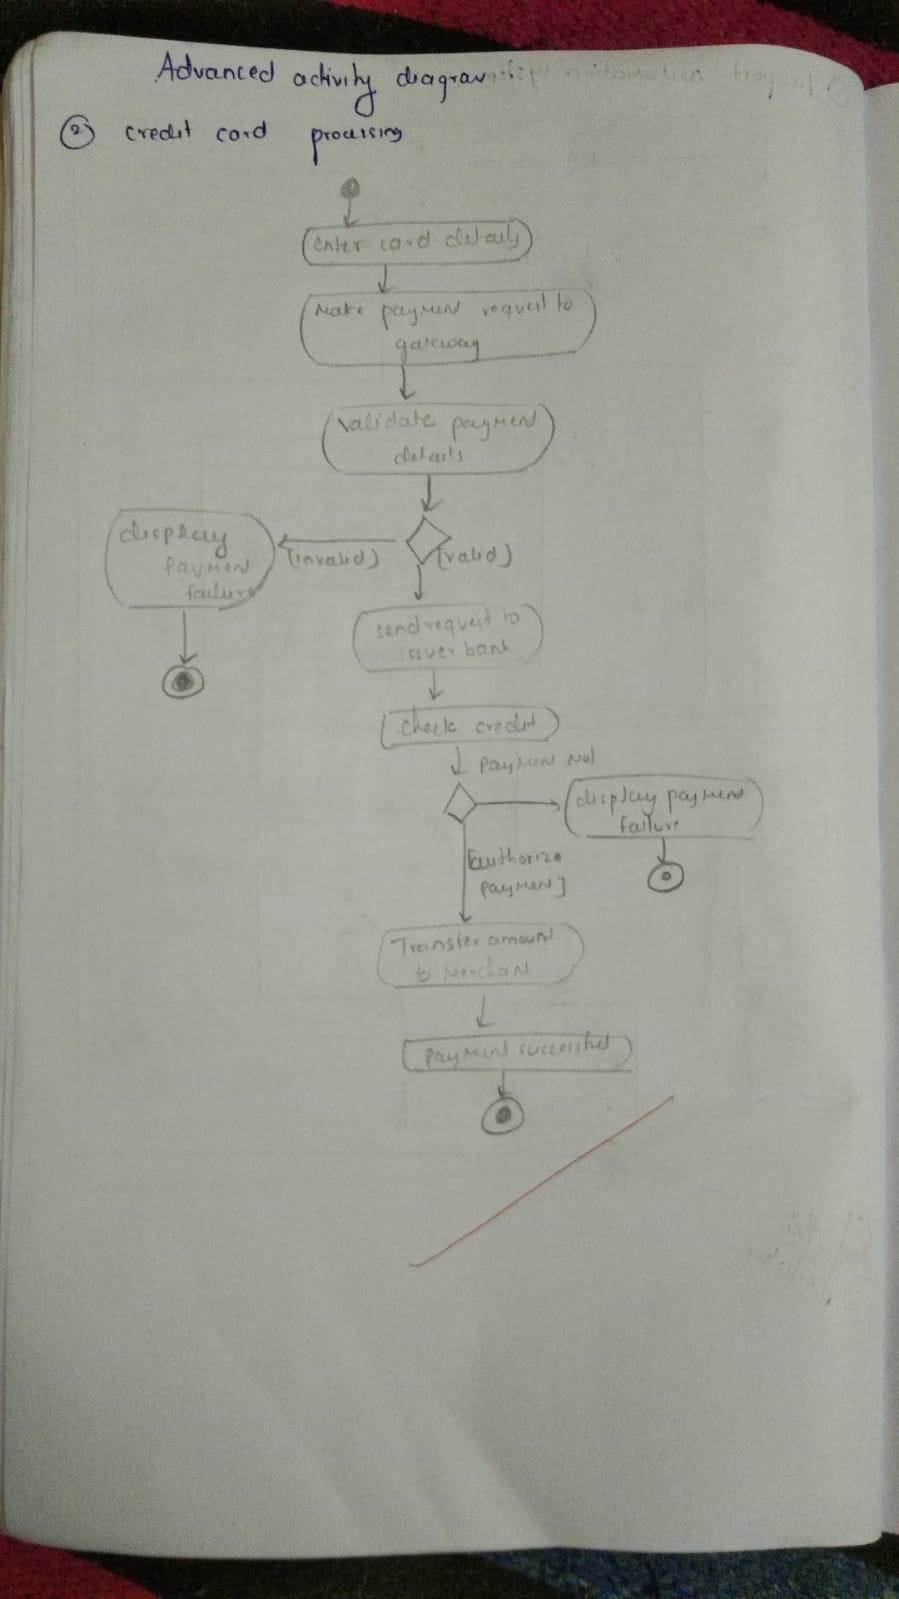 Advanced activity diagram
② credit card processing
enter card details
Make payment request to
gateway
validate payment
details
display
payment
failure
(invalid)
(valid)
send request to
issuer bank
check credit
payment not
display payment
failure
[authorize
payment]
Transfer amount
to Merchant
payment successful